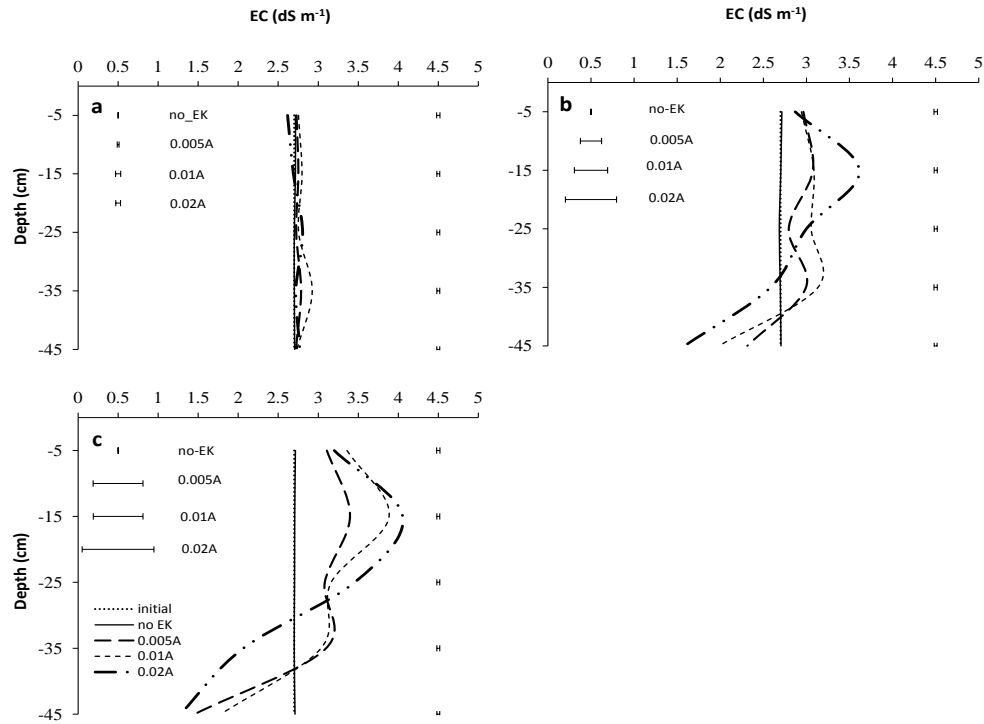 EC (dS m⁻¹)
0 0.5 1 1.5 2 2.5 3 3.5 4 4.5 5
a
no_EK
0.005A
0.01A
0.02A
-5
-15
-25
-35
-45
Depth (cm)
EC (dS m⁻¹)
0 0.5 1 1.5 2 2.5 3 3.5 4 4.5 5
b
no-EK
0.005A
0.01A
0.02A
-5
-15
-25
-35
-45
0 0.5 1 1.5 2 2.5 3 3.5 4 4.5 5
c
no-EK
0.005A
0.01A
0.02A
-5
-15
-25
-35
-45
Depth (cm)
initial
no EK
0.005A
0.01A
0.02A